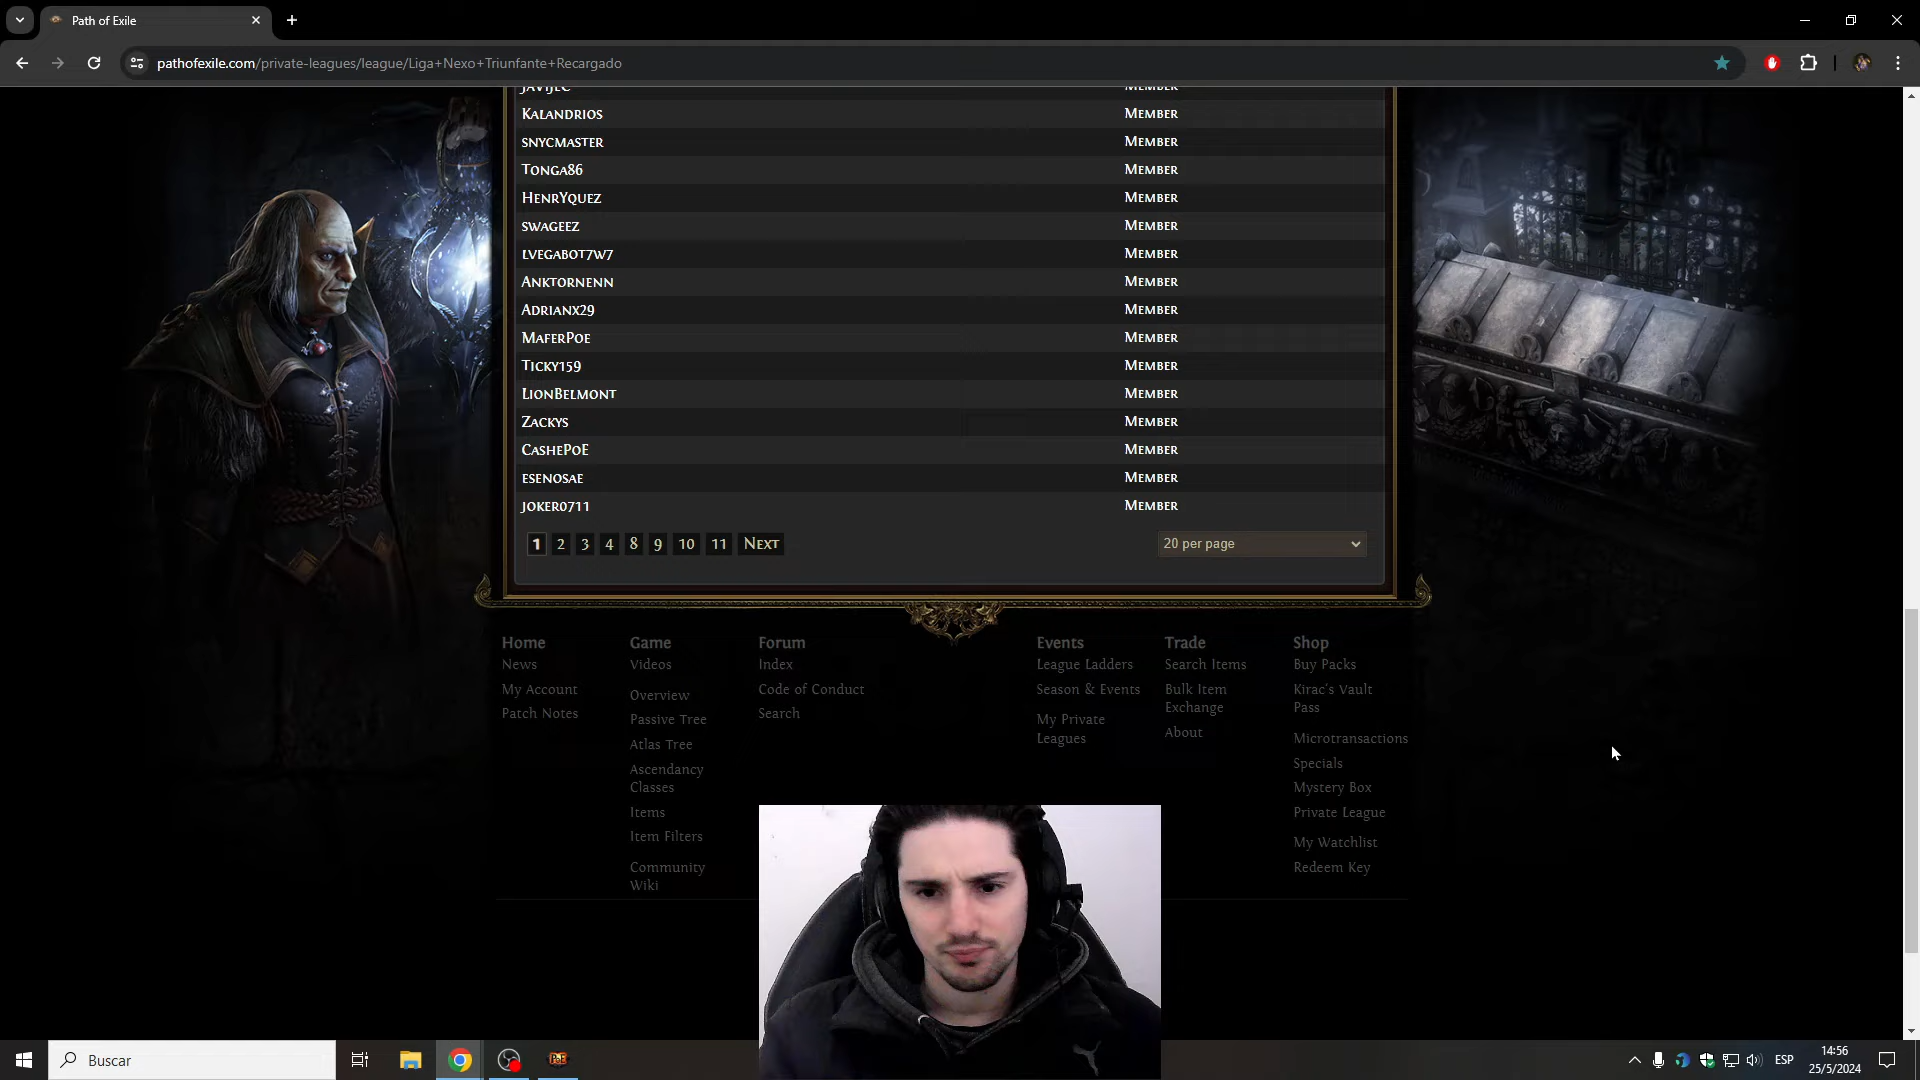 Path of Exile
pathofexile.com/private-leagues/league/Liga+Nexo+Triunfante+Recargado
Javijec Member
Kalandrios Member
snycmaster Member
Tonga86 Member
HenrYquez Member
swageez Member
lvegabot7w7 Member
Anktornenn Member
Adrianx29 Member
MaferPoe Member
Ticky159 Member
LionBelmont Member
Zackys Member
CashePoE Member
esenosae Member
joker0711 Member
1 2 3 4 8 9 10 11 Next 20 per page
Home Game Forum Events Trade Shop
News Videos Index League Ladders Search Items Buy Packs
My Account Overview Code of Conduct Season & Events Bulk Item Exchange Kirac's Vault Pass
Patch Notes Passive Tree Search My Private Leagues About Microtransactions
Atlas Tree Specials
Ascendancy Classes Mystery Box
Items Private League
Item Filters My Watchlist
Community Wiki Redeem Key
Buscar
PoE
ESP
14:56
25/5/2024